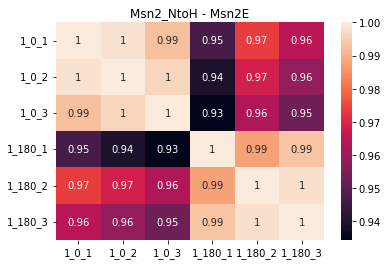 Msn2_NtoH - Msn2E
1_0_1 1 1 0.99 0.95 0.97 0.96
1_0_2 1 1 1 0.94 0.97 0.96
1_0_3 0.99 1 1 0.93 0.96 0.95
1_180_1 0.95 0.94 0.93 1 0.99 0.99
1_180_2 0.97 0.97 0.96 0.99 1 1
1_180_3 0.96 0.96 0.95 0.99 1 1
1_0_1 1_0_2 1_0_3 1_180_1 1_180_2 1_180_3
1.00
0.99
0.98
0.97
0.96
0.95
0.94